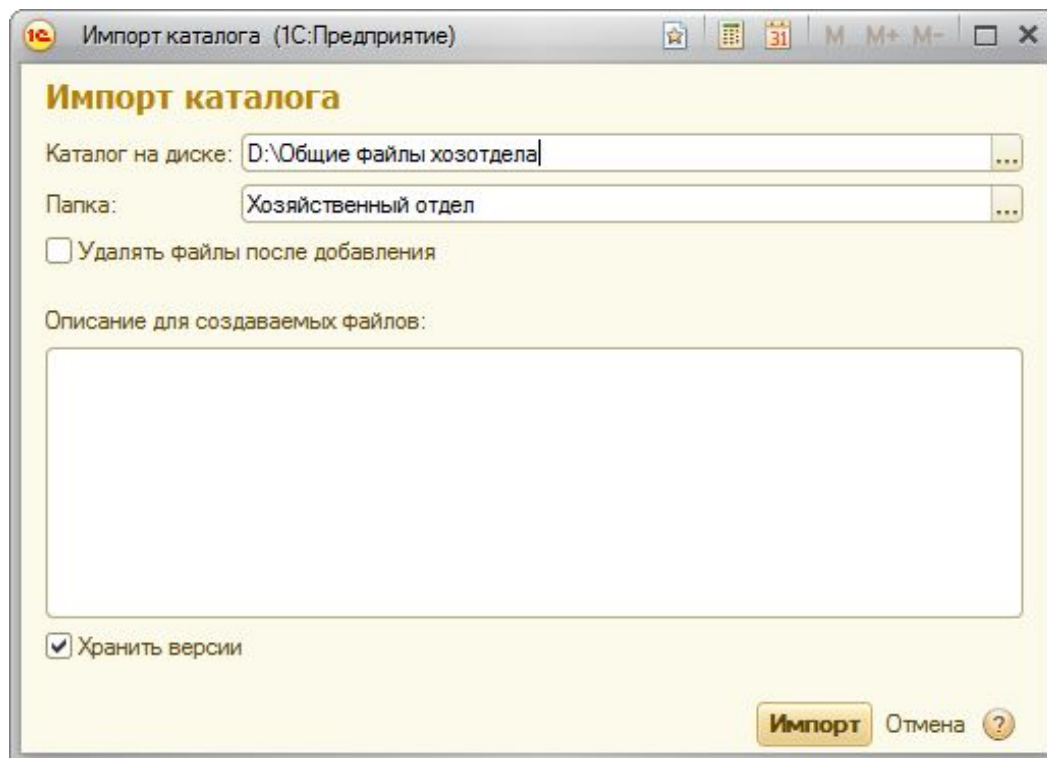 1С Импорт каталога (1С:Предприятие) 31 M M+ M-
Импорт каталога
Каталог на диске: D:\Общие файлы хозотдела ...
Папка: Хозяйственный отдел ...
Удалять файлы после добавления
Описание для создаваемых файлов:
Хранить версии
Импорт Отмена ?